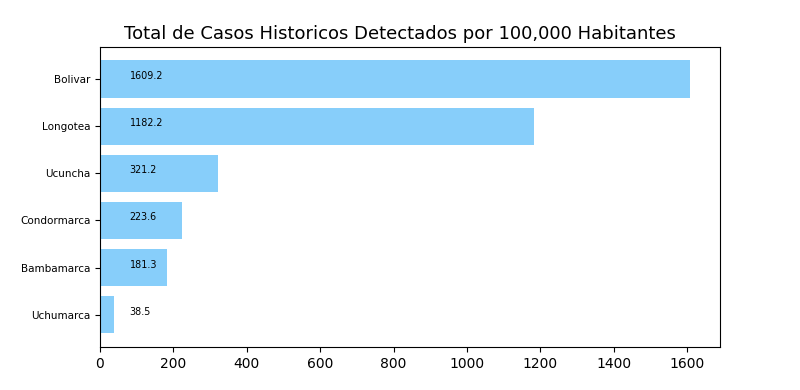 Total de Casos Historicos Detectados por 100,000 Habitantes
Bolivar 1609.2
Longotea 1182.2
Ucuncha 321.2
Condormarca 223.6
Bambamarca 181.3
Uchumarca 38.5
0 200 400 600 800 1000 1200 1400 1600